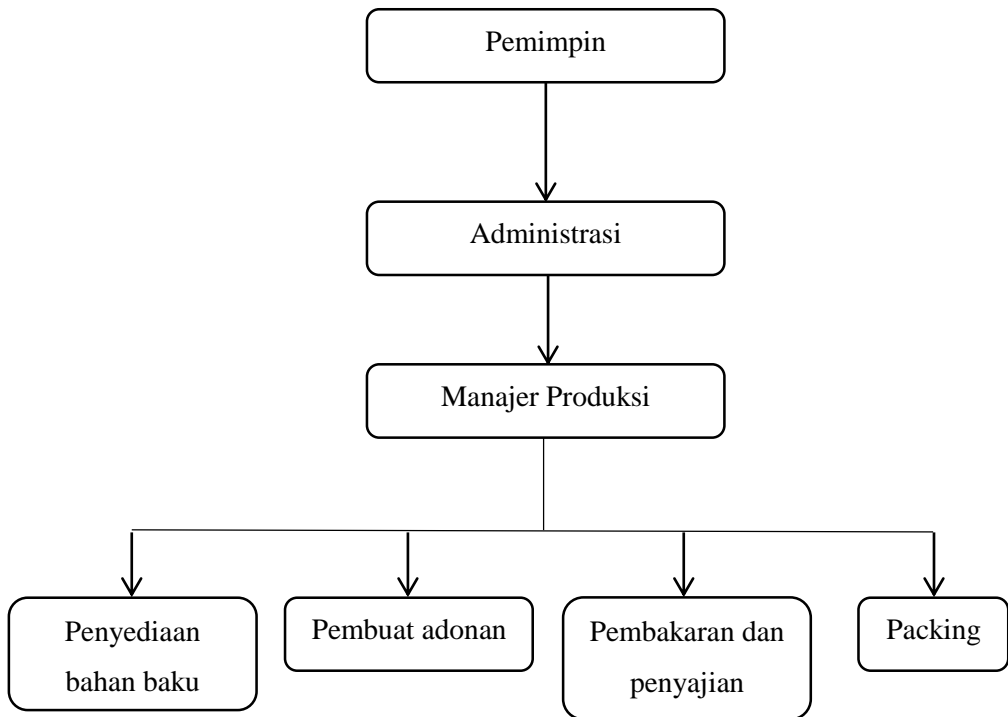 Pemimpin
Administrasi
Manajer Produksi
Penyediaan
bahan baku
Pembuat adonan
Pembakaran dan
penyajian
Packing